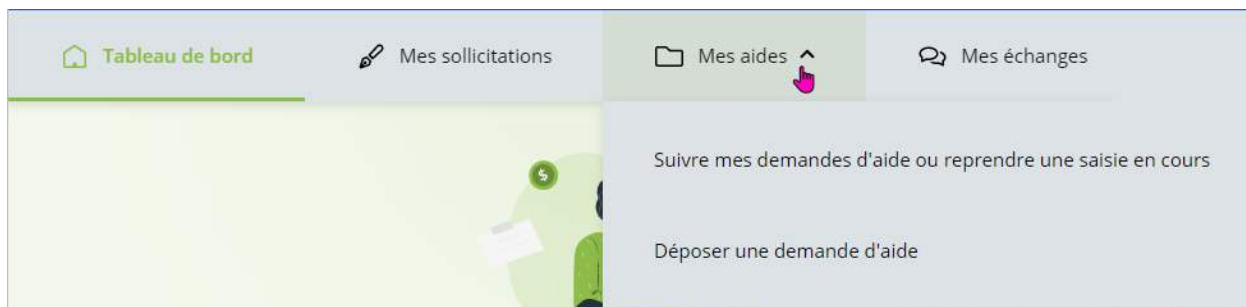 Tableau de bord
Mes sollicitations
Mes aides
Mes échanges
Suivre mes demandes d'aide ou reprendre une saisie en cours
$
Déposer une demande d'aide